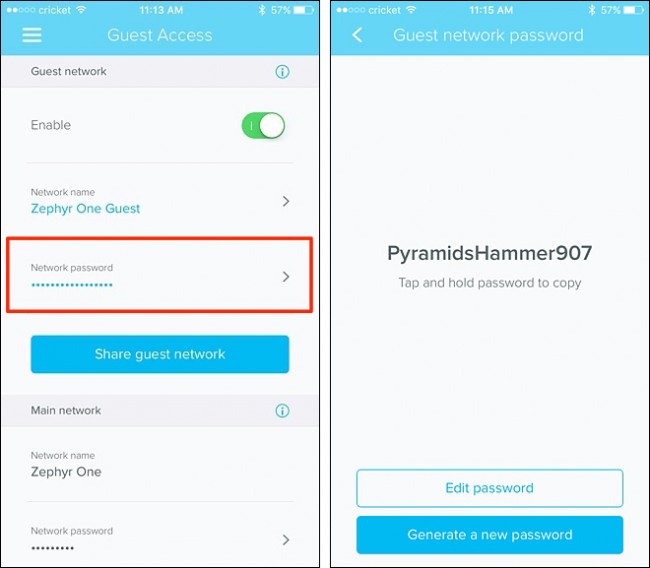 cricket 11:13 AM 57%
Guest Access
Guest network
Enable
Network name
Zephyr One Guest
Network password
•••••••••••••••••
Share guest network
Main network
Network name
Zephyr One
Network password
•••••••••
cricket 11:15 AM 57%
Guest network password
PyramidsHammer907
Tap and hold password to copy
Edit password
Generate a new password